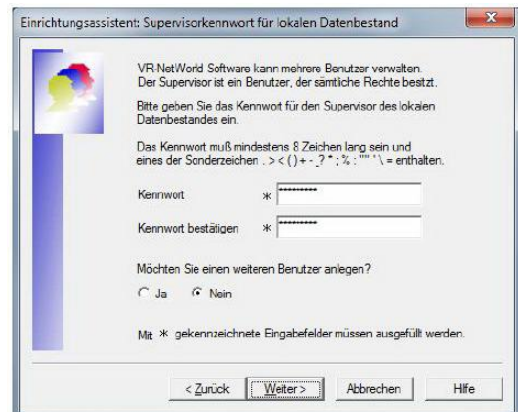 Einrichtungsassistent: Supervisorkennwort für lokalen Datenbestand
VR-NetWorld Software kann mehrere Benutzer verwalten.
Der Supervisor ist ein Benutzer, der sämtliche Rechte besitzt.
Bitte geben Sie das Kennwort für den Supervisor des lokalen
Datenbestandes ein.
Das Kennwort muß mindestens 8 Zeichen lang sein und
eines der Sonderzeichen . > < ( ) + - _ ? * ; % : "" ' \ = enthalten.
Kennwort * *********
Kennwort bestätigen * *********
Möchten Sie einen weiteren Benutzer anlegen?
Ja Nein
Mit * gekennzeichnete Eingabefelder müssen ausgefüllt werden.
< Zurück Weiter > Abbrechen Hilfe